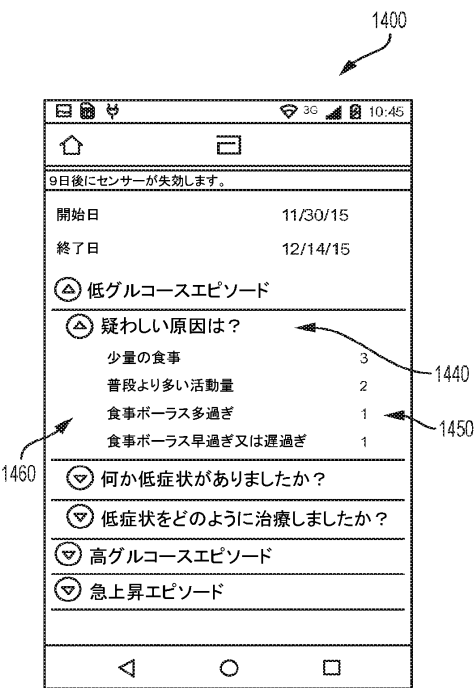 1400
3G 10:45
9日後にセンサーが失効します。
開始日 11/30/15
終了日 12/14/15
低グルコースエピソード
疑わしい原因は？
1440
少量の食事 3
普段より多い活動量 2
食事ボーラス多過ぎ 1
1450
食事ボーラス早過ぎ又は遅過ぎ 1
1460
何か低症状がありましたか？
低症状をどのように治療しましたか？
高グルコースエピソード
急上昇エピソード